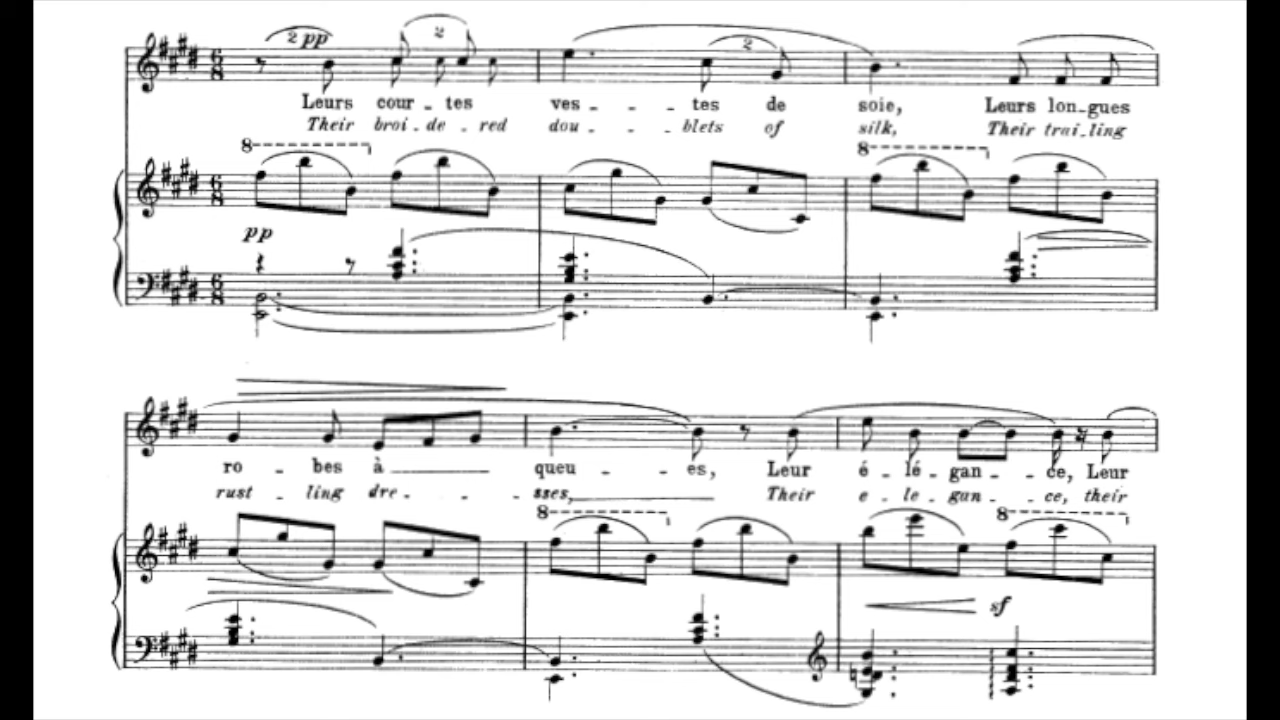 2 pp 2 2
Leurs cour - tes ves - - - tes de soie, Leurs lon-gues
Their broi-de-red dou - - - blets of silk, Their trai-ling
8 8
pp
ro - bes à queu - - es, Leur é - lé - gan - - ce, Leur
rust - ling dre - - - sses, Their e - le - gan - - ce, their
8 8
sf